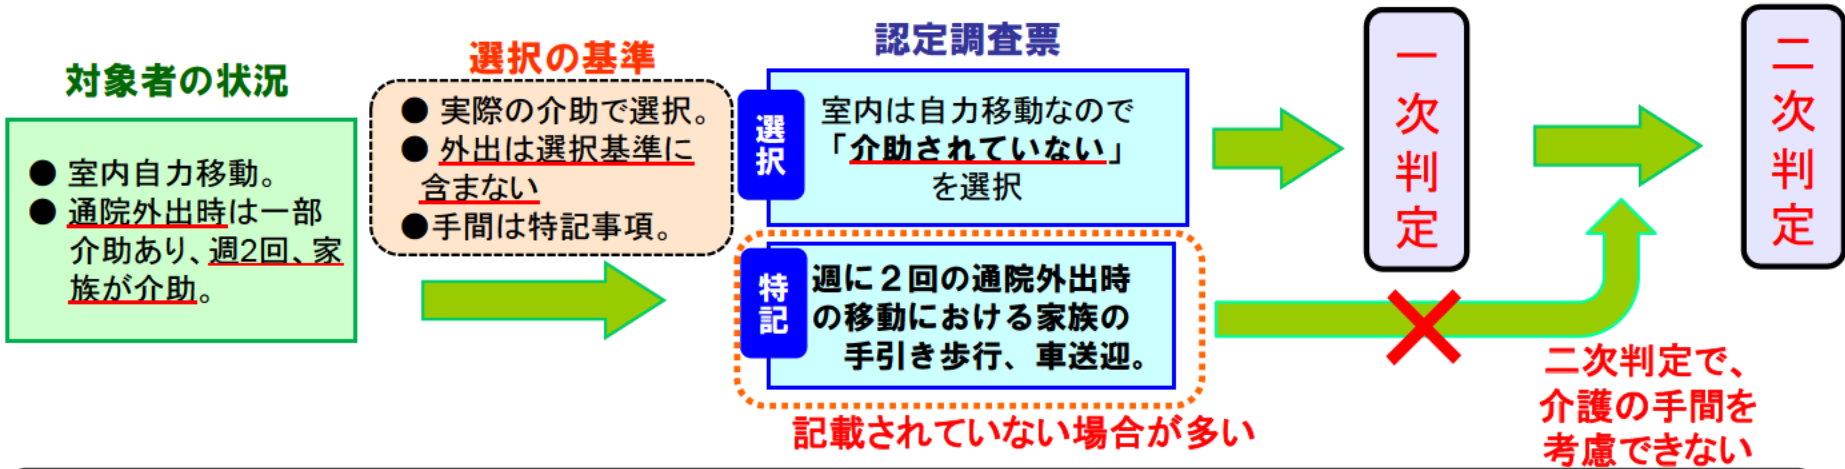 対象者の状況
● 室内自力移動。
● 通院外出時は一部
介助あり、週2回、家
族が介助。
選択の基準
● 実際の介助で選択。
● 外出は選択基準に
含まない
●手間は特記事項。
認定調査票
選択
室内は自力移動なので
「介助されていない」
を選択
特記
週に２回の通院外出時
の移動における家族の
手引き歩行、車送迎。
記載されていない場合が多い
一次判定
二次判定
二次判定で、
介護の手間を
考慮できない